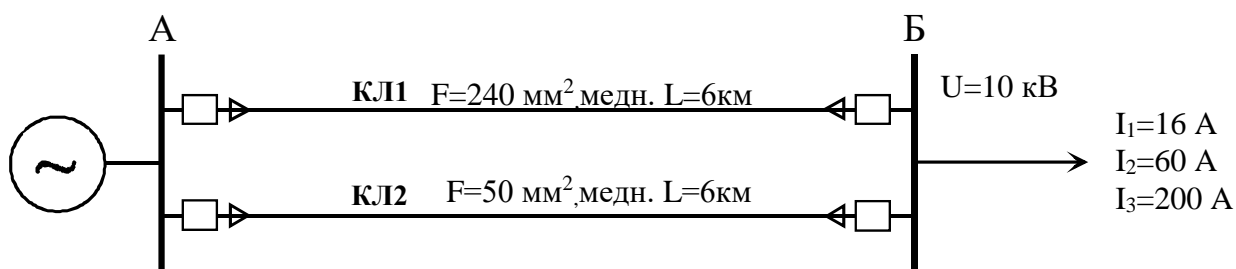 А
Б
КЛ1 F=240 мм²,медн. L=6км
U=10 кВ
I₁=16 А
I₂=60 А
I₃=200 А
КЛ2 F=50 мм²,медн. L=6км
~